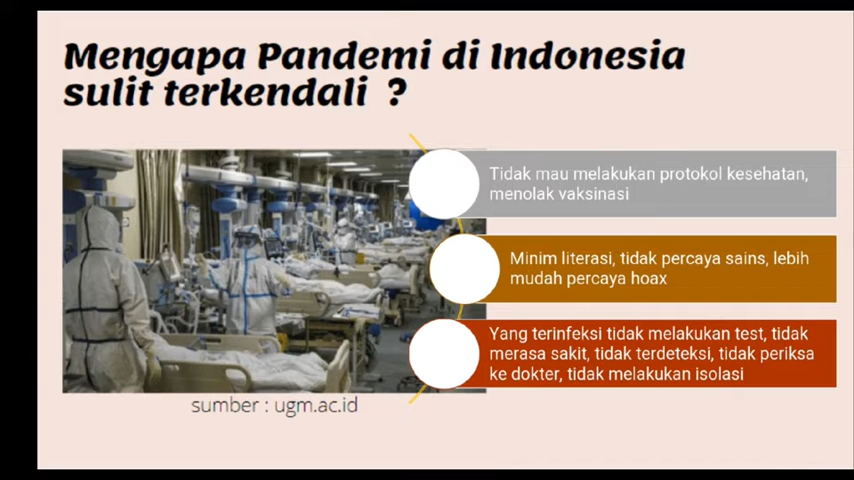 Mengapa Pandemi di Indonesia
sulit terkendali ?
Tidak mau melakukan protokol kesehatan,
menolak vaksinasi
Minim literasi, tidak percaya sains, lebih
mudah percaya hoax
Yang terinfeksi tidak melakukan test, tidak
merasa sakit, tidak terdeteksi, tidak periksa
ke dokter, tidak melakukan isolasi
sumber : ugm.ac.id